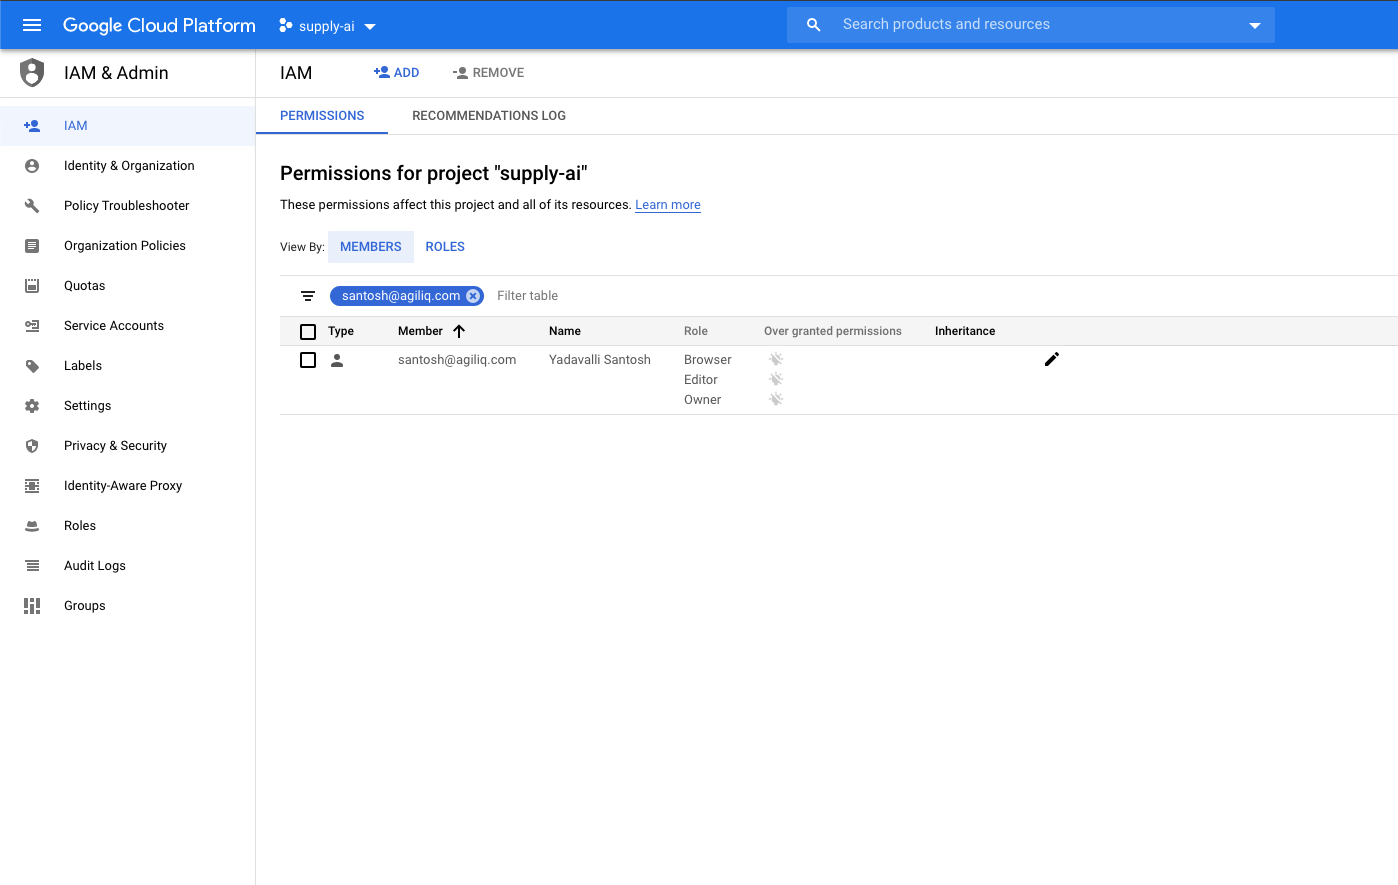 Google Cloud Platform
supply-ai
Search products and resources
IAM & Admin
IAM
ADD
REMOVE
IAM
Identity & Organization
Policy Troubleshooter
Organization Policies
Quotas
Service Accounts
Labels
Settings
Privacy & Security
Identity-Aware Proxy
Roles
Audit Logs
Groups
PERMISSIONS
RECOMMENDATIONS LOG
Permissions for project "supply-ai"
These permissions affect this project and all of its resources. Learn more
View By: MEMBERS ROLES
santosh@agiliq.com Filter table
Type Member Name Role Over granted permissions Inheritance
santosh@agiliq.com Yadavalli Santosh Browser
Editor
Owner